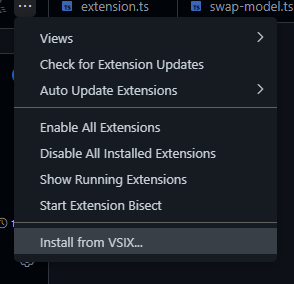 ... TS extension.ts TS swap-model.ts
Views
Check for Extension Updates
Auto Update Extensions
Enable All Extensions
Disable All Installed Extensions
Show Running Extensions
Start Extension Bisect
1
Install from VSIX...